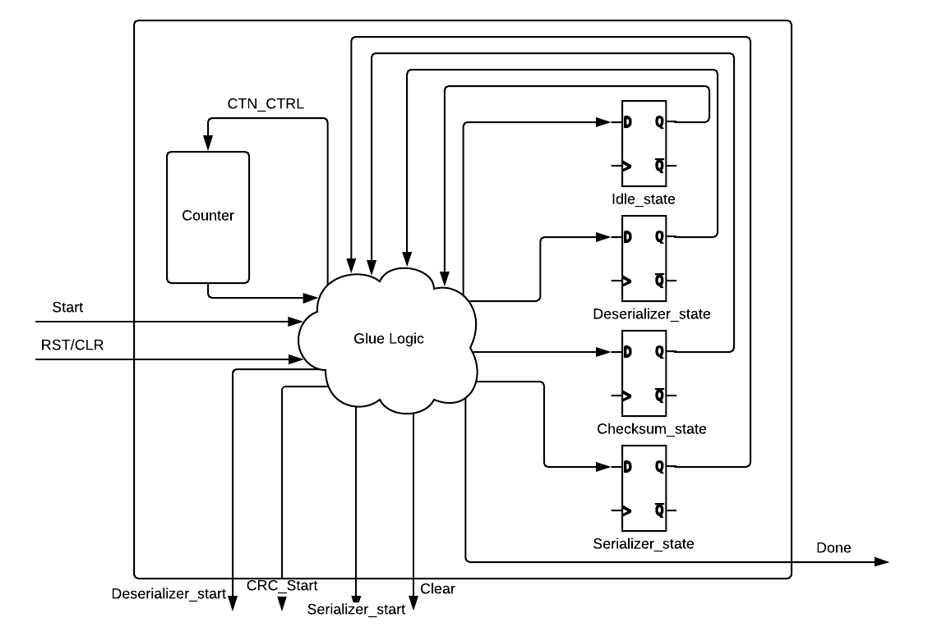 CTN_CTRL
Counter
Start
RST/CLR
Glue Logic
D Q
Q̅
Idle_state
D Q
Q̅
Deserializer_state
D Q
Q̅
Checksum_state
D Q
Q̅
Serializer_state
Done
Deserializer_start
CRC_Start
Serializer_start
Clear